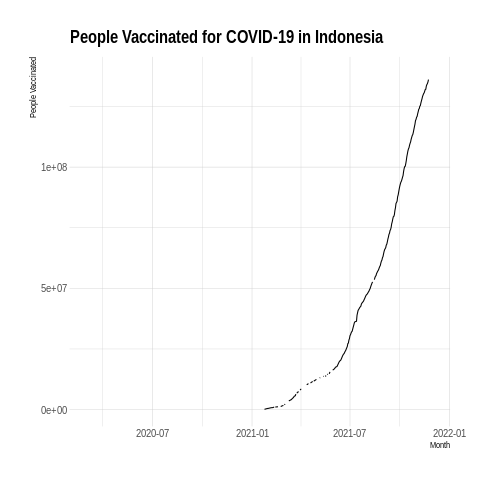 People Vaccinated for COVID-19 in Indonesia
People Vaccinated
1e+08
5e+07
0e+00
2020-07 2021-01 2021-07 2022-01
Month